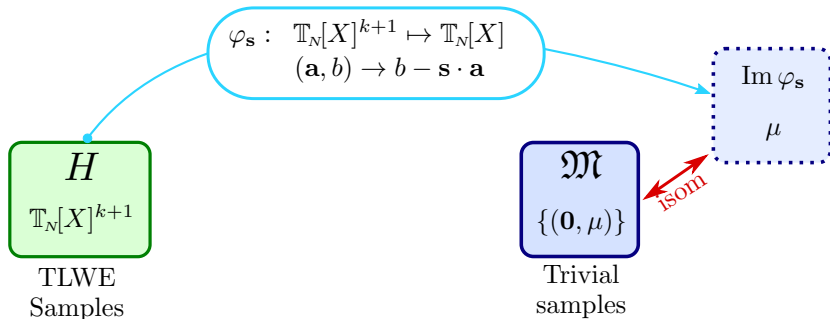 φ_s : 𝕋_N[X]^{k+1} ↦ 𝕋_N[X]
(𝐚, b) → b − 𝐬 · 𝐚
Im φ_𝐬
μ
H
𝕋_N[X]^{k+1}
TLWE
Samples
𝔐
{(𝟎, μ)}
Trivial
samples
isom